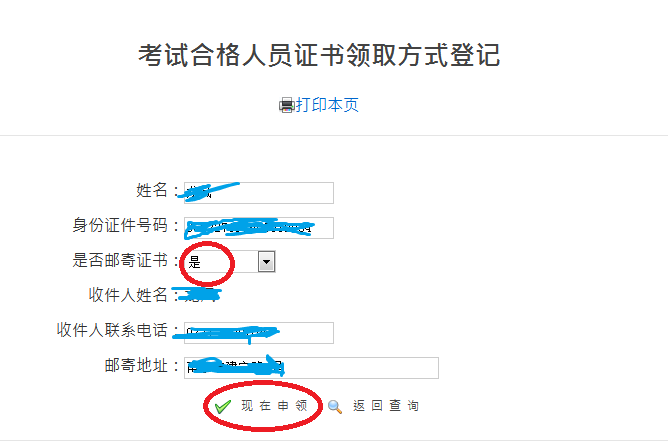 考试合格人员证书领取方式登记
打印本页
姓名：
身份证件号码：
是否邮寄证书： 是
收件人姓名：
收件人联系电话：
邮寄地址：
现在申领 返回查询